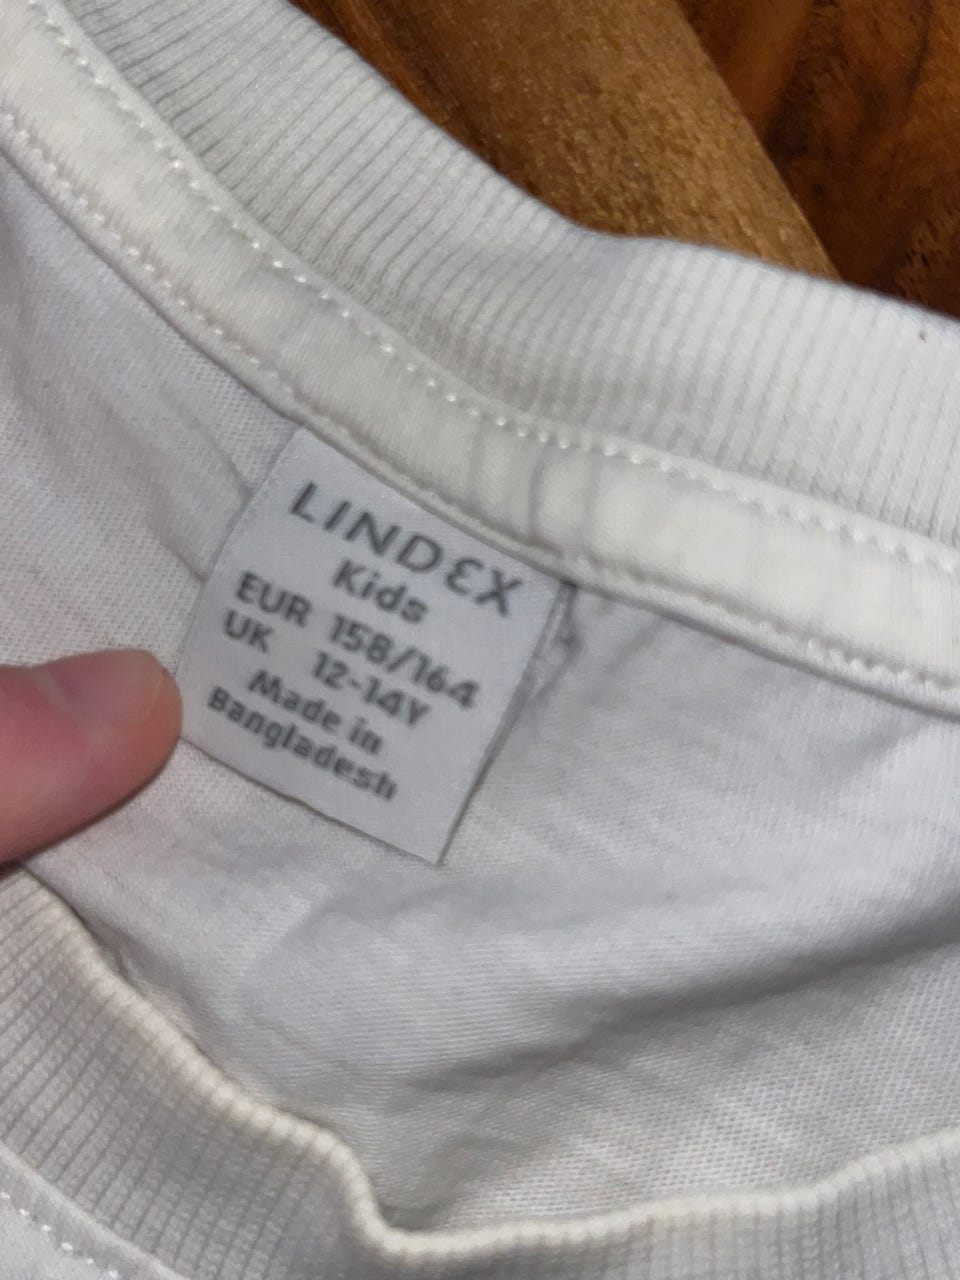 LINDEX
Kids
EUR 158/164
UK 12-14Y
Made in
Bangladesh